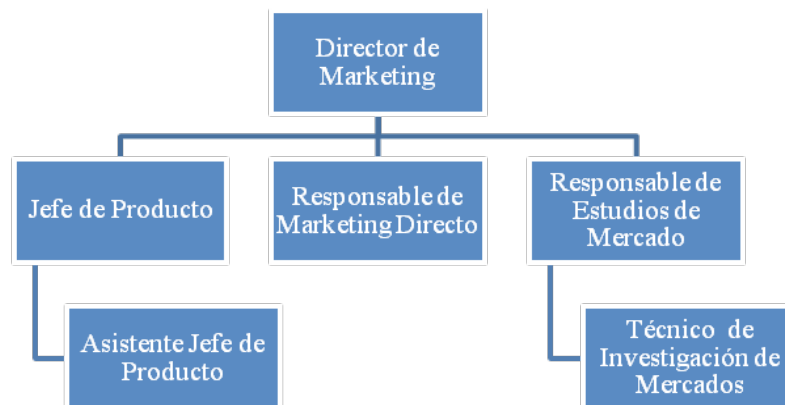 Director de
Marketing
Jefe de Producto
Responsable de
Marketing Directo
Responsable de
Estudios de
Mercado
Asistente Jefe de
Producto
Técnico de
Investigación de
Mercados